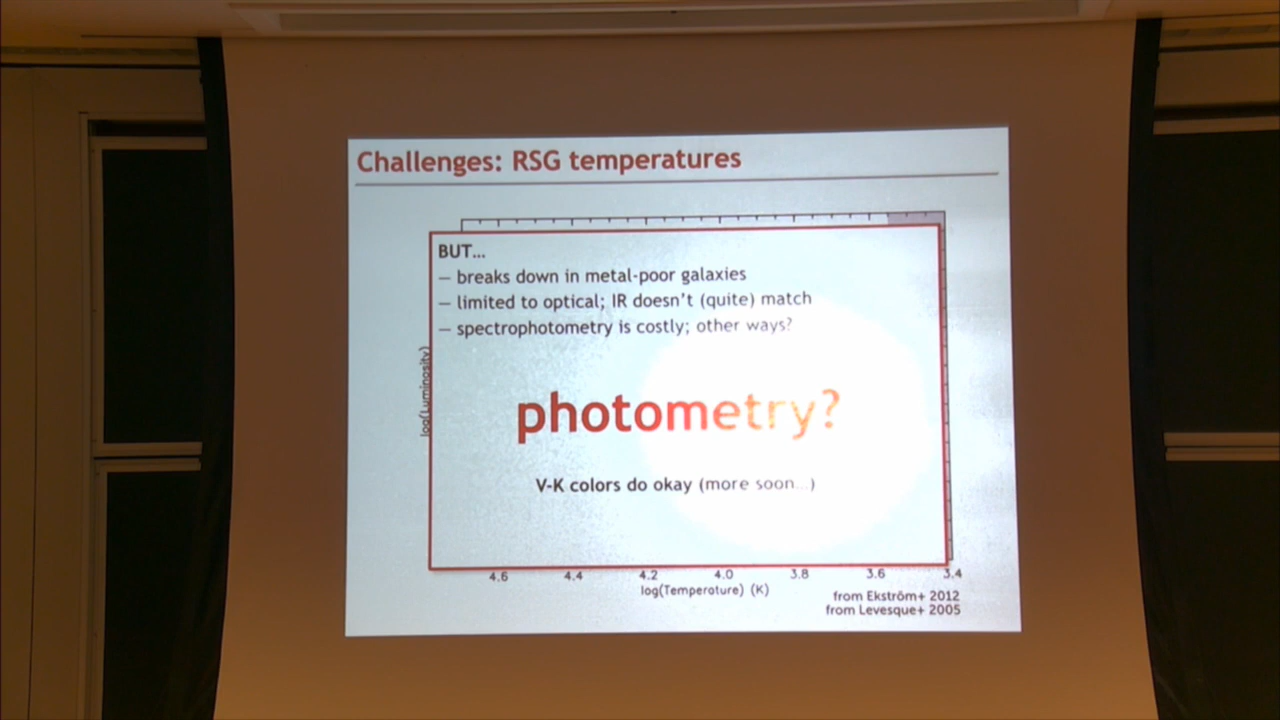 Challenges: RSG temperatures
BUT...
– breaks down in metal-poor galaxies
– limited to optical; IR doesn't (quite) match
– spectrophotometry is costly; other ways?
log(Luminosity)
photometry?
V-K colors do okay (more soon...)
4.6 4.4 4.2 4.0 3.8 3.6 3.4
log(Temperature) (K)
from Ekström+ 2012
from Levesque+ 2005